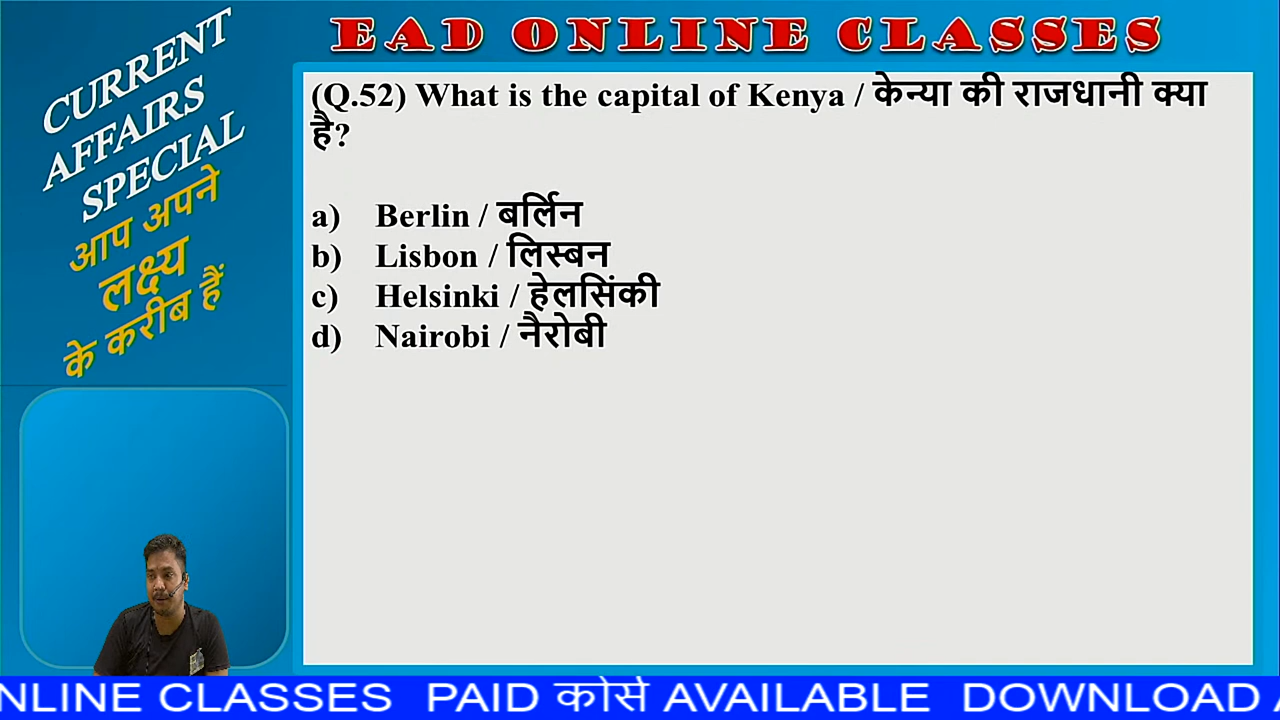 CURRENT
AFFAIRS
SPECIAL
आप अपने
लक्ष्य
के करीब हैं
EAD ONLINE CLASSES
(Q.52) What is the capital of Kenya / केन्या की राजधानी क्या
है?
a) Berlin / बर्लिन
b) Lisbon / लिस्बन
c) Helsinki / हेलसिंकी
d) Nairobi / नैरोबी
NLINE CLASSES PAID कोर्स AVAILABLE DOWNLOAD